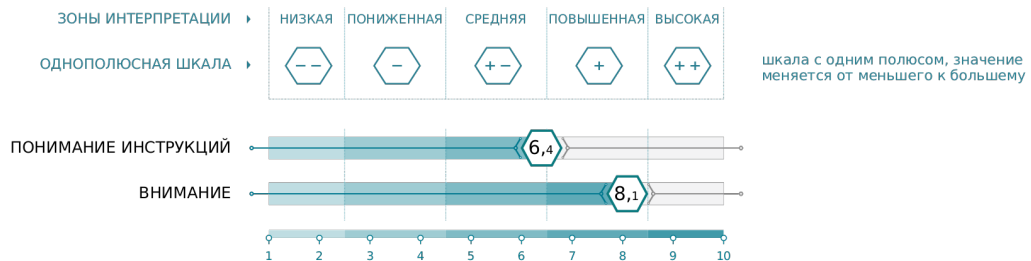 ЗОНЫ ИНТЕРПРЕТАЦИИ НИЗКАЯ ПОНИЖЕННАЯ СРЕДНЯЯ ПОВЫШЕННАЯ ВЫСОКАЯ
ОДНОПОЛЮСНАЯ ШКАЛА − − − + − + + +
шкала с одним полюсом, значение
меняется от меньшего к большему
ПОНИМАНИЕ ИНСТРУКЦИЙ 6,4
ВНИМАНИЕ 8,1
1 2 3 4 5 6 7 8 9 10